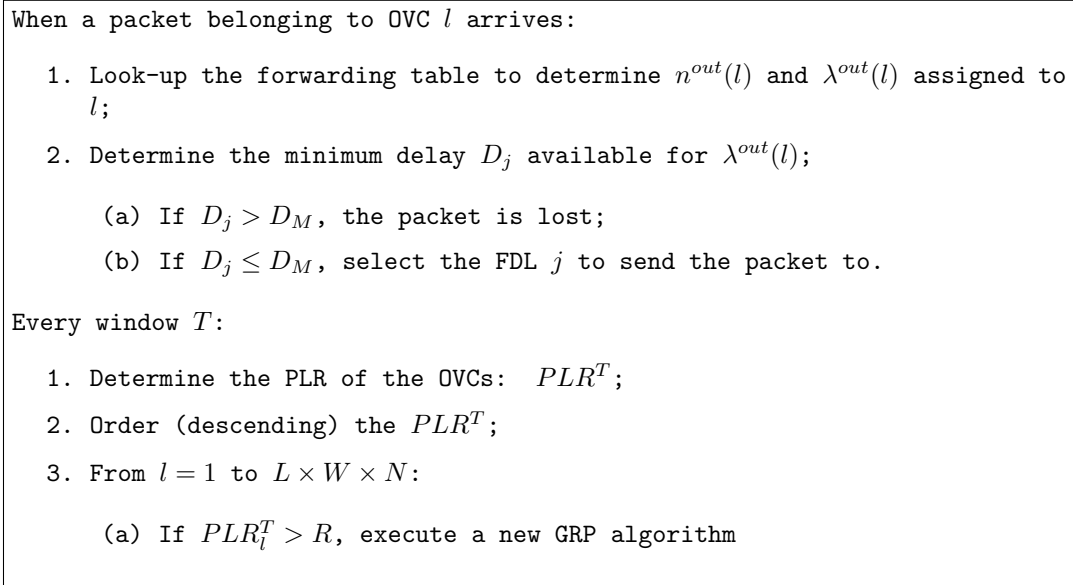 When a packet belonging to OVC l arrives:
1. Look-up the forwarding table to determine n^{out}(l) and λ^{out}(l) assigned to
l;
2. Determine the minimum delay D_j available for λ^{out}(l);
(a) If D_j > D_M, the packet is lost;
(b) If D_j ≤ D_M, select the FDL j to send the packet to.
Every window T:
1. Determine the PLR of the OVCs: PLR^T;
2. Order (descending) the PLR^T;
3. From l = 1 to L × W × N:
(a) If PLR_l^T > R, execute a new GRP algorithm